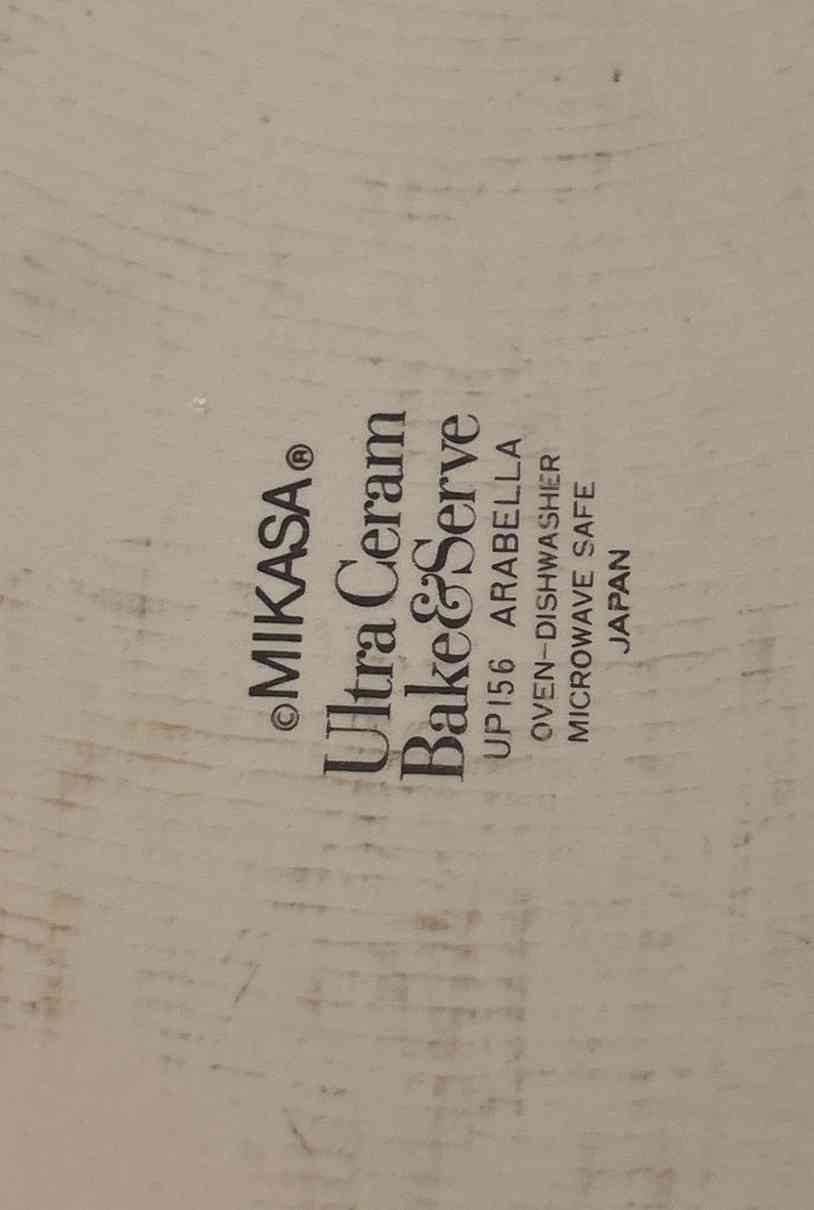 ©MIKASA®
Ultra Ceram
Bake&Serve
UP156 ARABELLA
OVEN-DISHWASHER
MICROWAVE SAFE
JAPAN